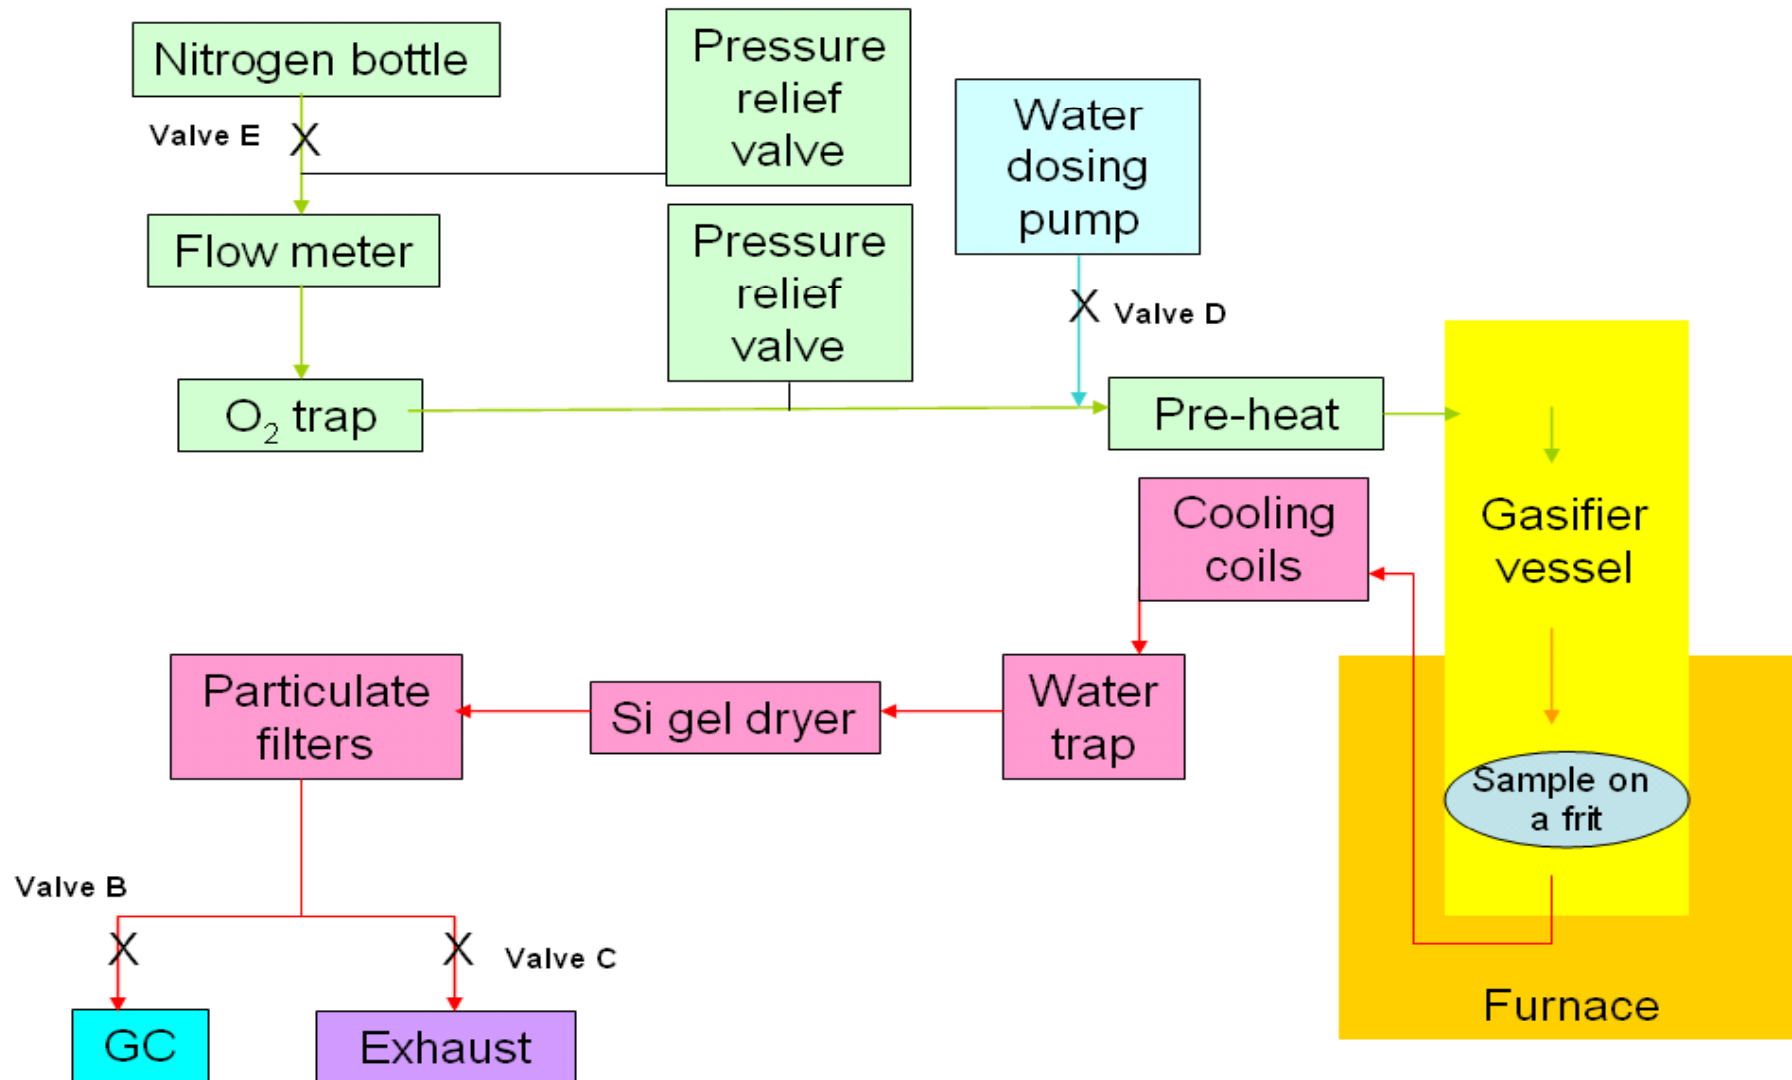 Nitrogen bottle
Valve E
X
Pressure
relief
valve
Flow meter
Pressure
relief
valve
Water
dosing
pump
X
Valve D
O₂ trap
Pre-heat
Gasifier
vessel
Cooling
coils
Sample on
a frit
Furnace
Water
trap
Si gel dryer
Particulate
filters
Valve B
X
X
Valve C
GC
Exhaust